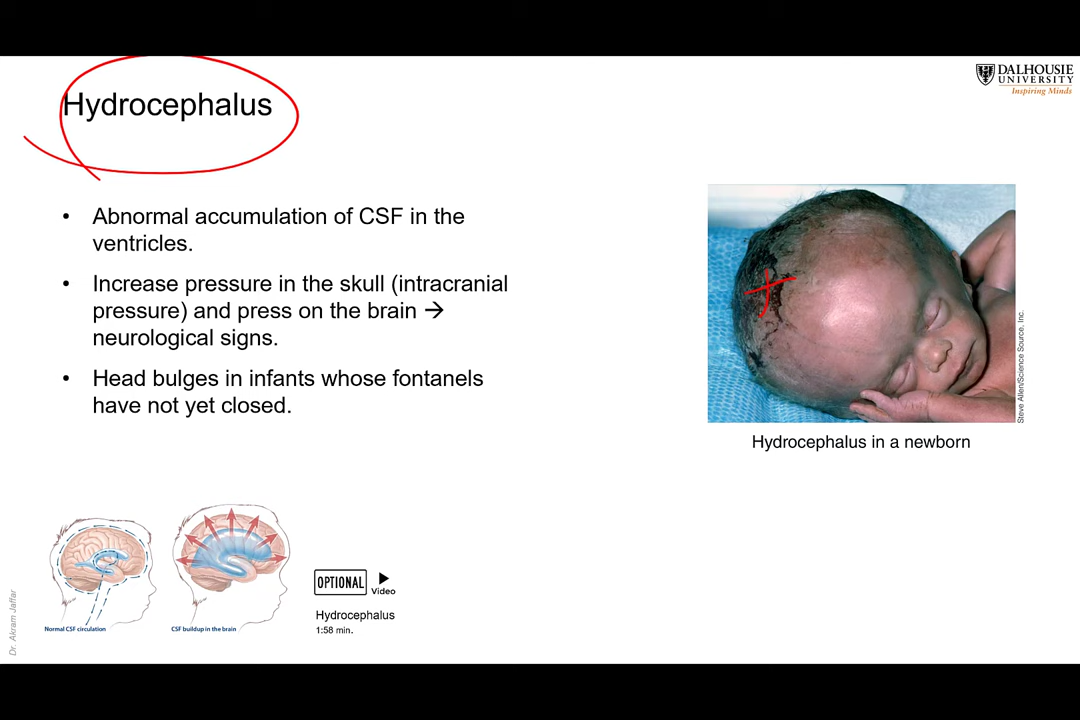 Hydrocephalus
DALHOUSIE
UNIVERSITY
Inspiring Minds
• Abnormal accumulation of CSF in the
ventricles.
• Increase pressure in the skull (intracranial
pressure) and press on the brain →
neurological signs.
• Head bulges in infants whose fontanels
have not yet closed.
Steve Allen/Science Source, Inc.
Hydrocephalus in a newborn
Normal CSF circulation
CSF buildup in the brain
OPTIONAL
Video
Hydrocephalus
1:58 min.
Dr. Akram Jaffar